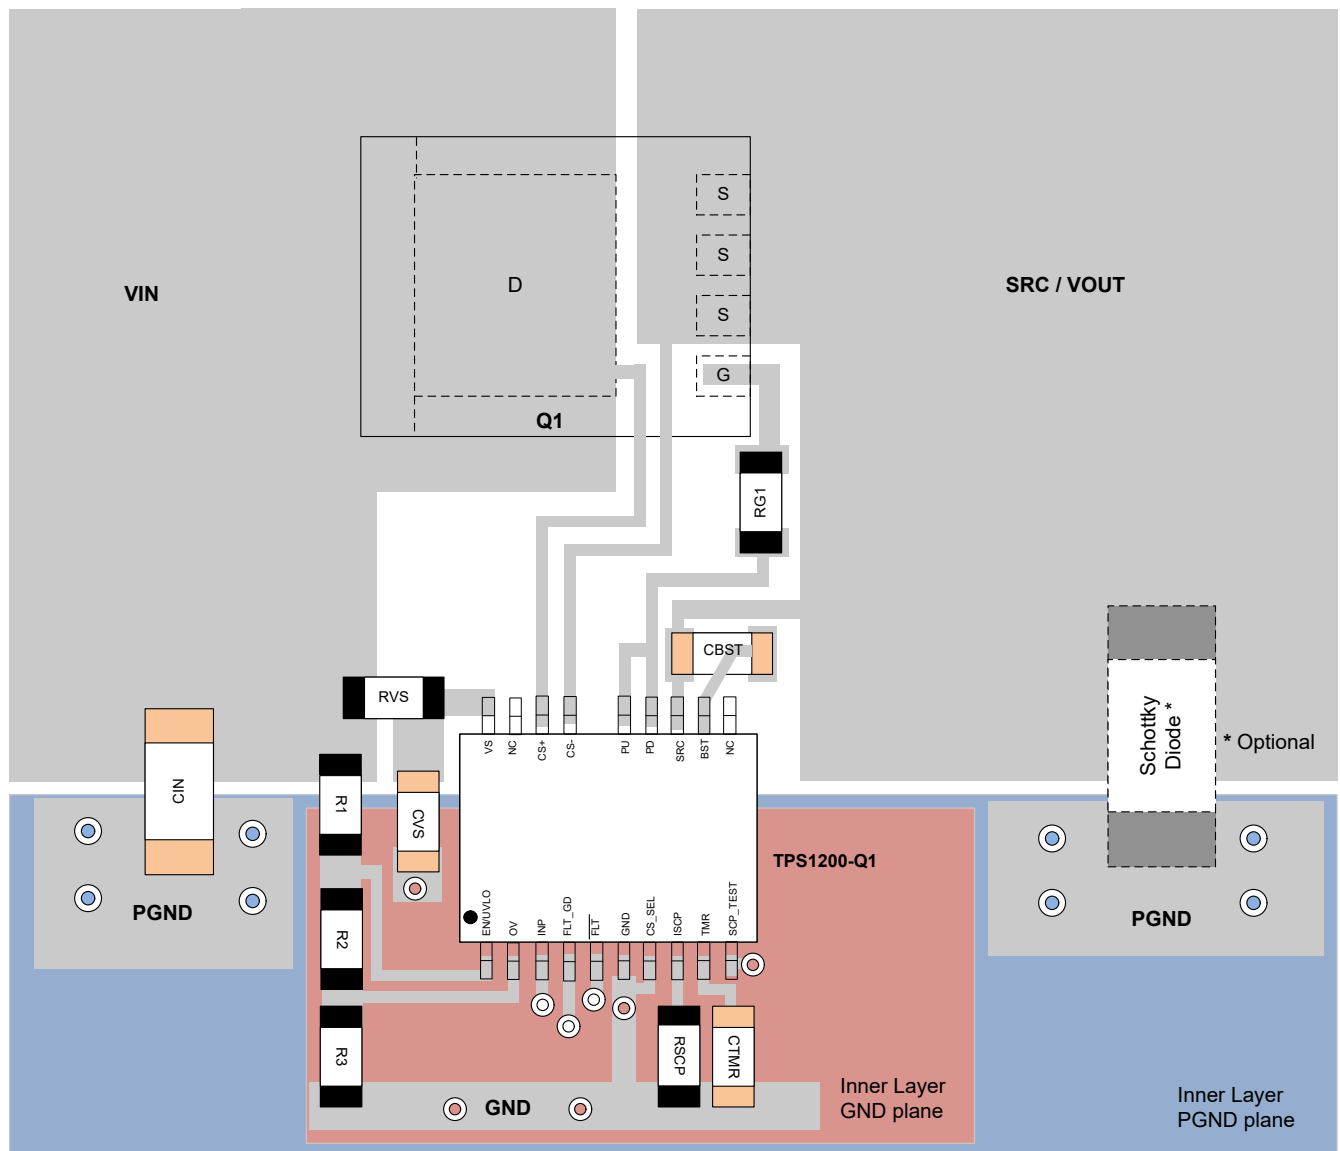 S
S
D
VIN
SRC / VOUT
S
G
Q1
RG1
CBST
RVS
Schottky
Diode *
* Optional
VS
NC
CS+
CS-
PU
PD
SRC
BST
NC
CIN
R1
CVS
TPS1200-Q1
PGND
PGND
EN/UVLO
OV
INP
FLT_GD
FLT
GND
CS_SEL
ISCP
TMR
SCP_TEST
R2
R3
RSCP
CTMR
GND
Inner Layer
GND plane
Inner Layer
PGND plane